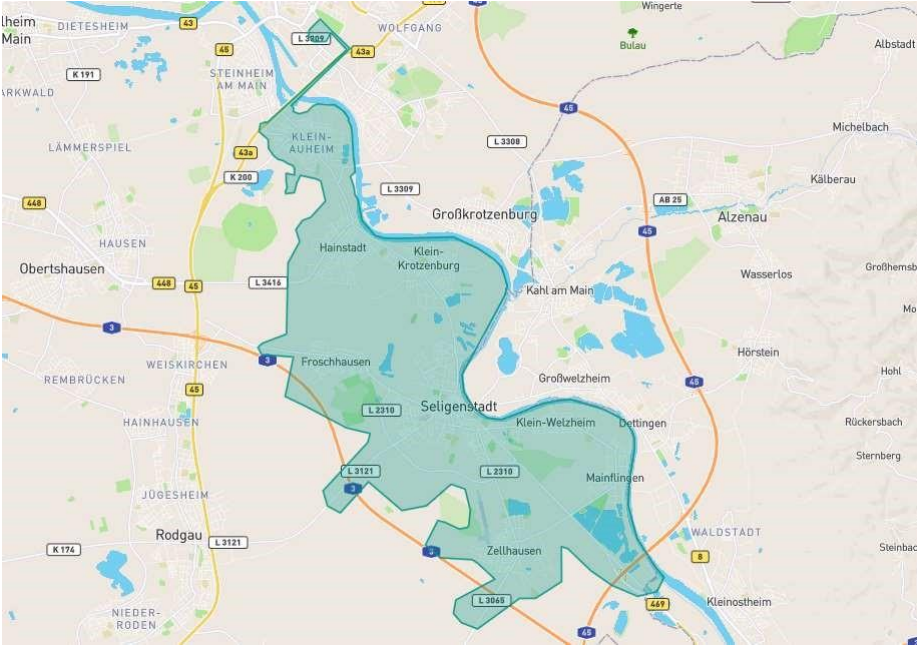 Wingerte
43
lheim
Main
DIETESHEIM
WOLFGANG
L 3309
45
43a
Bulau
Albstadt
K 191
STEINHEIM
AM MAIN
ARKWALD
45
Michelbach
KLEIN-
AUHEIM
L 3308
LÄMMERSPIEL
43a
K 200
Kälberau
L 3309
448
AB 25
Großkrotzenburg
Alzenau
45
HAUSEN
Hainstadt
Klein-
Krotzenburg
Obertshausen
Großhemsb
Wasserlos
448
45
L 3416
Kahl am Main
Mo
3
Hörstein
3
Froschhausen
WEISKIRCHEN
Hohl
REMBRÜCKEN
Großwelzheim
45
45
L 2310
Seligenstadt
HAINHAUSEN
Klein-Welzheim
Dettingen
Rückersbach
Sternberg
L 3121
L 2310
Mainflingen
3
JÜGESHEIM
Rodgau
L 3121
WALDSTADT
K 174
3
Zellhausen
Steinbac
8
L 3065
469
Kleinostheim
NIEDER-
RODEN
45